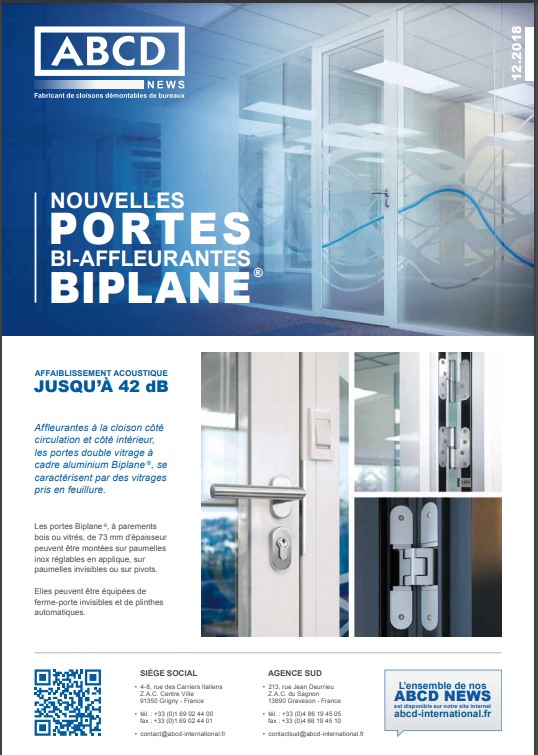 ABCD
NEWS
Fabricant de cloisons démontables de bureaux
12.2018
NOUVELLES
PORTES
BI-AFFLEURANTES
BIPLANE®
AFFAIBLISSEMENT ACOUSTIQUE
JUSQU'À 42 dB
Affleurantes à la cloison côté
circulation et côté intérieur,
les portes double vitrage à
cadre aluminium Biplane®, se
caractérisent par des vitrages
pris en feuillure.
Les portes Biplane®, à parements
bois ou vitrés, de 73 mm d'épaisseur
peuvent être montées sur paumelles
inox réglables en applique, sur
paumelles invisibles ou sur pivots.
Elles peuvent être équipées de
ferme-porte invisibles et de plinthes
automatiques.
SIÈGE SOCIAL
• 4-8, rue des Carriers Italiens
Z.A.C. Centre Ville
91350 Grigny - France
• tél. : +33 (0)1 69 02 44 00
fax : +33 (0)1 69 02 44 01
• contact@abcd-international.fr
AGENCE SUD
• 213, rue Jean Deurrieu
Z.A.C. du Sagnon
13690 Graveson - France
• tél. : +33 (0)4 86 19 45 05
fax : +33 (0)4 86 19 45 10
• contactsud@abcd-international.fr
L'ensemble de nos
ABCD NEWS
est disponible sur notre site internet
abcd-international.fr